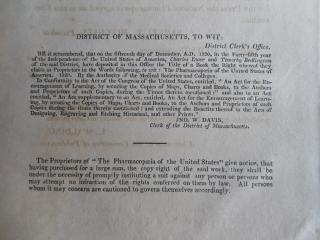 DISTRICT OF MASSACHUSETTS, TO WIT:
District Clerk's Office.
BE it remembered, that on the fifteenth day of December, A.D. 1820, in the Forty-fifth year
of the Independence of the United States of America, Charles Ewer and Timothy Bedlington
of the said District, have deposited in this Office the Title of a Book the Right whereof they
claim as Proprietors in the Words following, to wit: The Pharmacopœia of the United States of
America. 1820. By the Authority of the Medical Societies and Colleges.
In Conformity to the Act of the Congress of the United States, entitled, "An Act for the En-
couragement of Learning, by securing the Copies of Maps, Charts and Books, to the Authors
and Proprietors of such Copies, during the Times therein mentioned:" and also to an Act
entitled, "An Act supplementary to an Act, entitled, An Act for the Encouragement of Learn-
ing, by securing the Copies of Maps, Charts and Books, to the Authors and Proprietors of such
Copies during the times therein mentioned; and extending the Benefits thereof to the Arts of
Designing, Engraving and Etching Historical, and other Prints."
JNO. W. DAVIS,
Clerk of the District of Massachusetts.
The Proprietors of "The Pharmacopœia of the United States" give notice, that
having purchased for a large sum, the copy right of the said work, they shall be
under the necessity of promptly instituting a suit against any person or persons who
may attempt an infraction of the rights conferred on them by law. All persons
whom it may concern are cautioned to govern themselves accordingly.